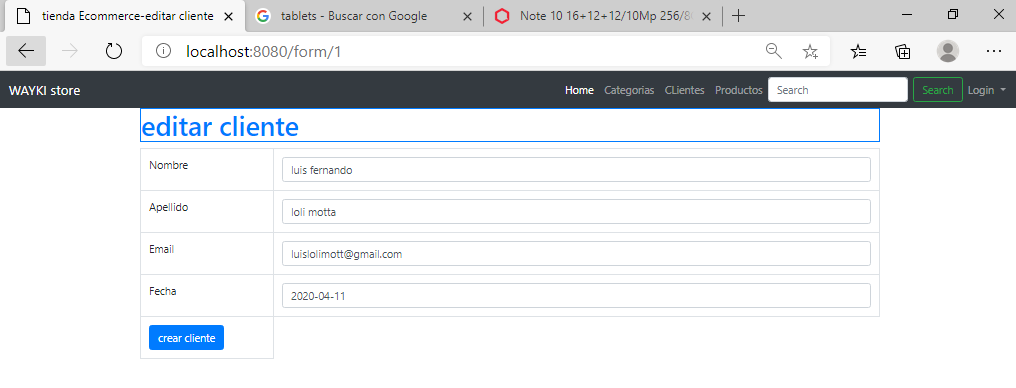 tienda Ecommerce-editar cliente
tablets - Buscar con Google
Note 10 16+12+12/10Mp 256/8
localhost:8080/form/1
WAYKI store Home Categorias CLientes Productos Search Search Login
editar cliente
Nombre luis fernando
Apellido loli motta
Email luislolimott@gmail.com
Fecha 2020-04-11
crear cliente